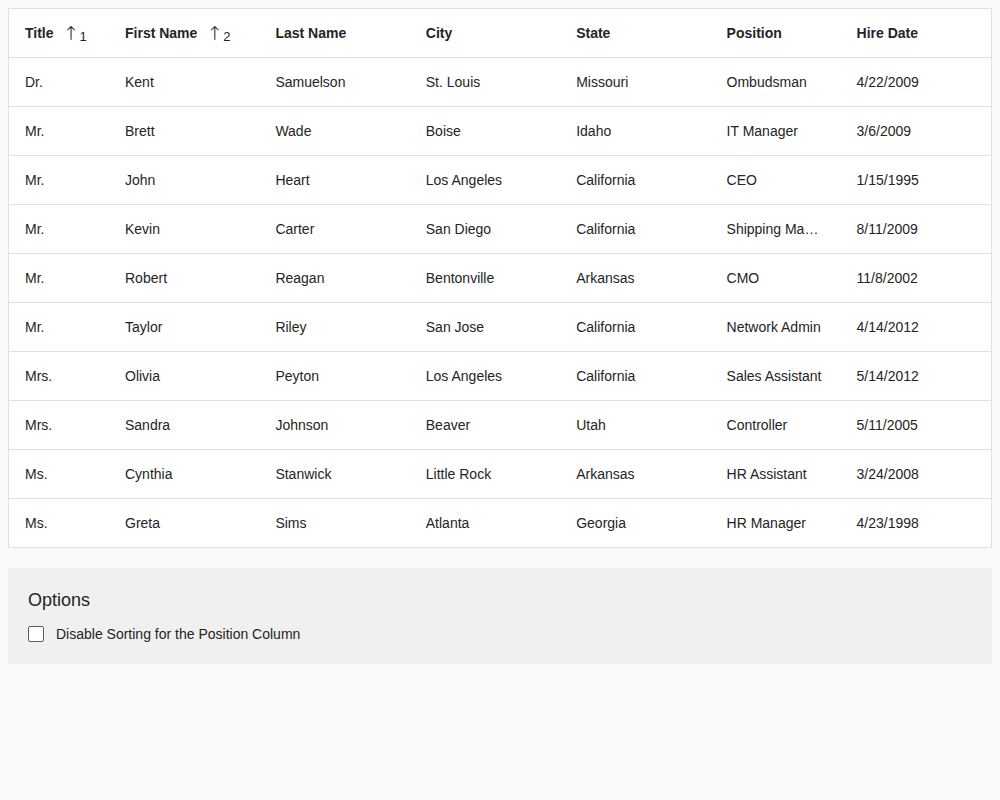 Title ↑1 First Name ↑2 Last Name City State Position Hire Date
Dr. Kent Samuelson St. Louis Missouri Ombudsman 4/22/2009
Mr. Brett Wade Boise Idaho IT Manager 3/6/2009
Mr. John Heart Los Angeles California CEO 1/15/1995
Mr. Kevin Carter San Diego California Shipping Ma… 8/11/2009
Mr. Robert Reagan Bentonville Arkansas CMO 11/8/2002
Mr. Taylor Riley San Jose California Network Admin 4/14/2012
Mrs. Olivia Peyton Los Angeles California Sales Assistant 5/14/2012
Mrs. Sandra Johnson Beaver Utah Controller 5/11/2005
Ms. Cynthia Stanwick Little Rock Arkansas HR Assistant 3/24/2008
Ms. Greta Sims Atlanta Georgia HR Manager 4/23/1998
Options
Disable Sorting for the Position Column